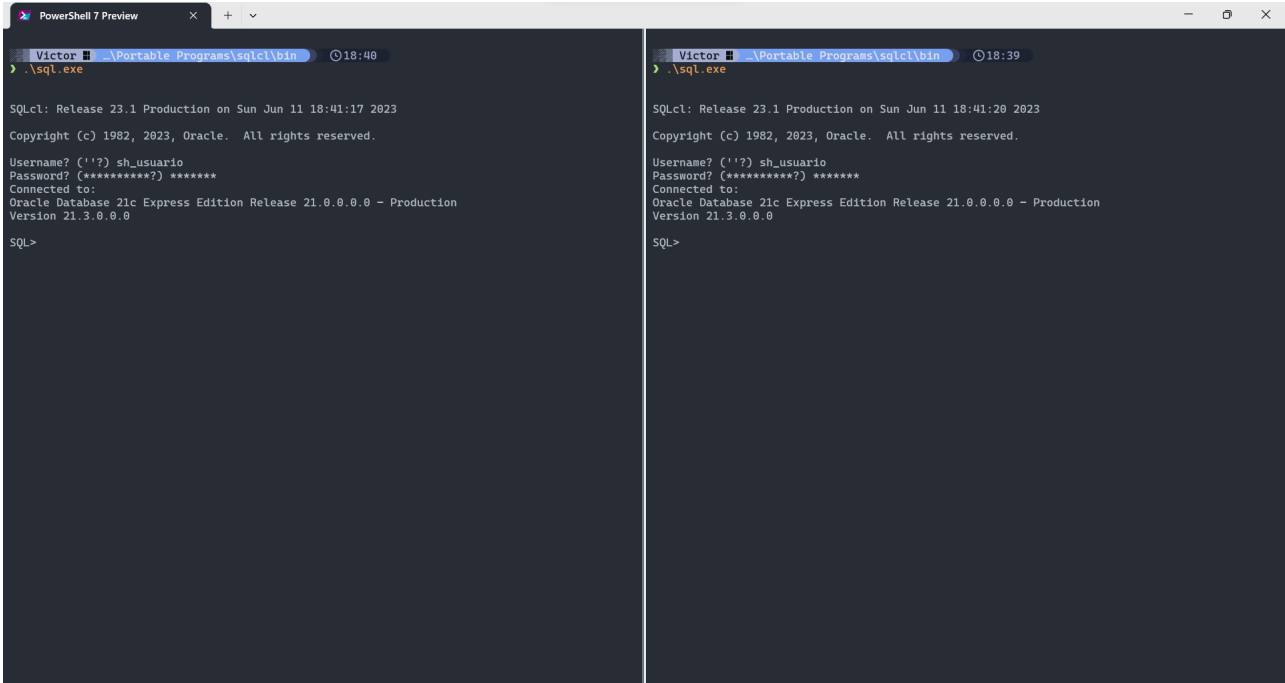 PowerShell 7 Preview
Victor …\Portable Programs\sqlcl\bin 18:40
❯ .\sql.exe
SQLcl: Release 23.1 Production on Sun Jun 11 18:41:17 2023
Copyright (c) 1982, 2023, Oracle.  All rights reserved.
Username? (''?) sh_usuario
Password? (**********?) *******
Connected to:
Oracle Database 21c Express Edition Release 21.0.0.0.0 - Production
Version 21.3.0.0.0
SQL>
Victor …\Portable Programs\sqlcl\bin 18:39
❯ .\sql.exe
SQLcl: Release 23.1 Production on Sun Jun 11 18:41:20 2023
Copyright (c) 1982, 2023, Oracle.  All rights reserved.
Username? (''?) sh_usuario
Password? (**********?) *******
Connected to:
Oracle Database 21c Express Edition Release 21.0.0.0.0 - Production
Version 21.3.0.0.0
SQL>